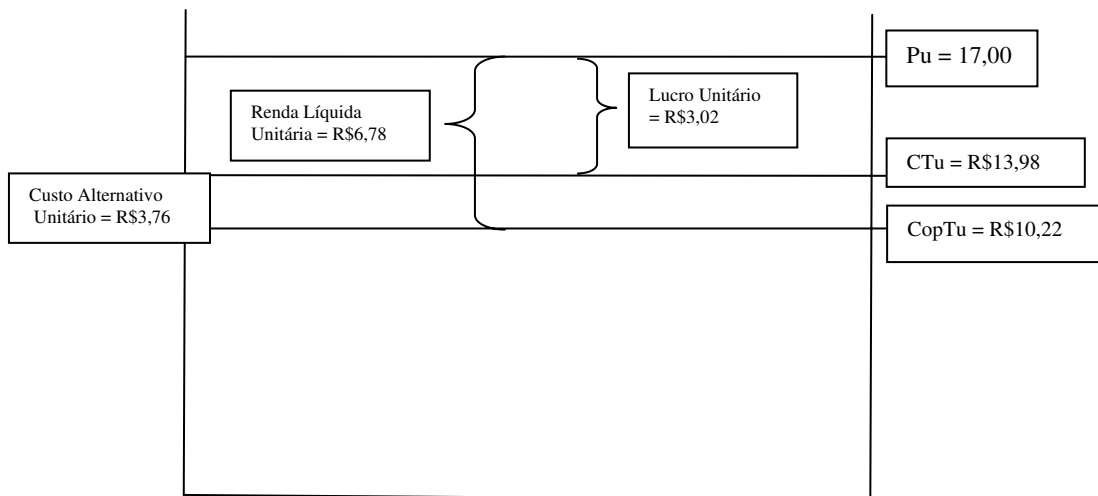 Pu = 17,00
Renda Líquida
Unitária = R$6,78
Lucro Unitário
= R$3,02
CTu = R$13,98
Custo Alternativo
Unitário = R$3,76
CopTu = R$10,22